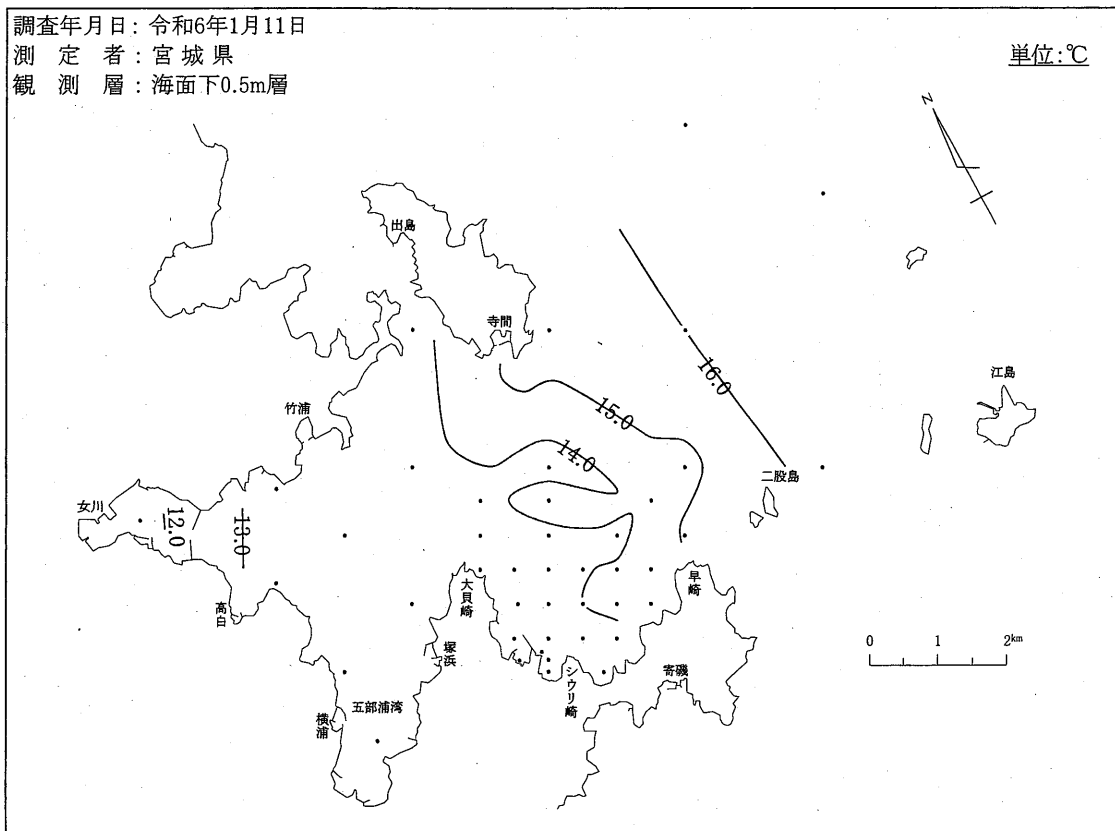 調査年月日：令和6年1月11日
測定者：宮城県
観測層：海面下0.5m層
単位：℃
N
出島
寺間
16.0
江島
15.0
竹浦
14.0
二股島
女川
12.0
13.0
早崎
大貝崎
高白
塚浜
シウリ崎
寄磯
0 1 2km
五部浦湾
横浦